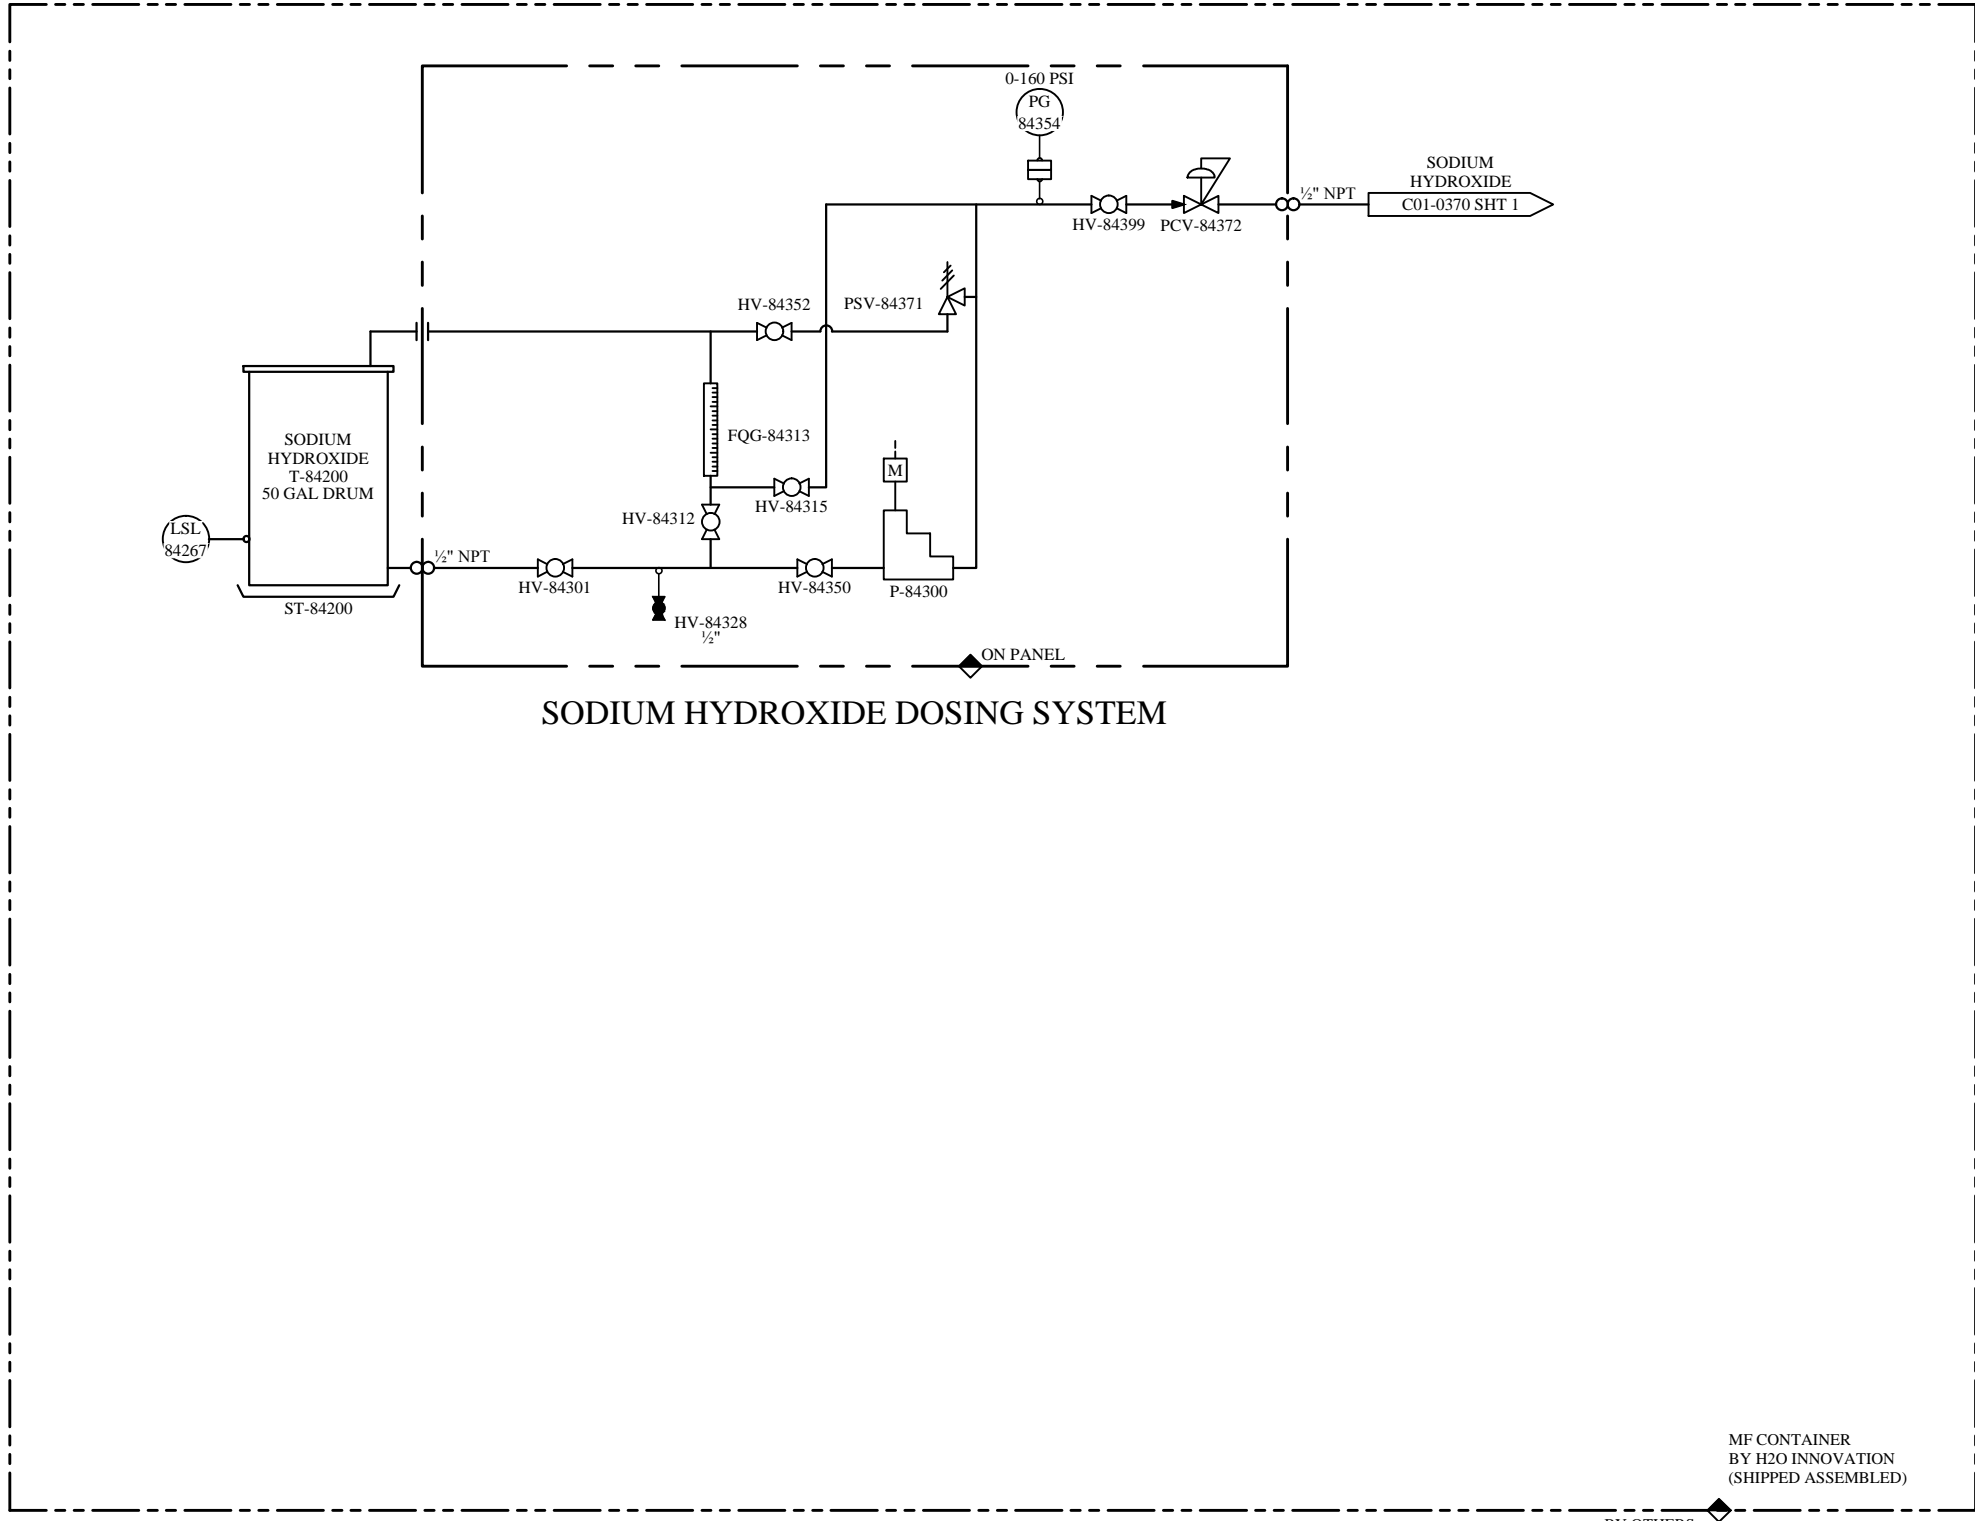 0-160 PSI
PG
84354
SODIUM
HYDROXIDE
C01-0370 SHT 1
½" NPT
HV-84399
PCV-84372
HV-84352
PSV-84371
SODIUM
HYDROXIDE
T-84200
50 GAL DRUM
FQG-84313
M
LSL
84267
HV-84312
HV-84315
½" NPT
HV-84301
HV-84350
P-84300
ST-84200
HV-84328
½"
ON PANEL
SODIUM HYDROXIDE DOSING SYSTEM
MF CONTAINER
BY H2O INNOVATION
(SHIPPED ASSEMBLED)
BY OTHERS